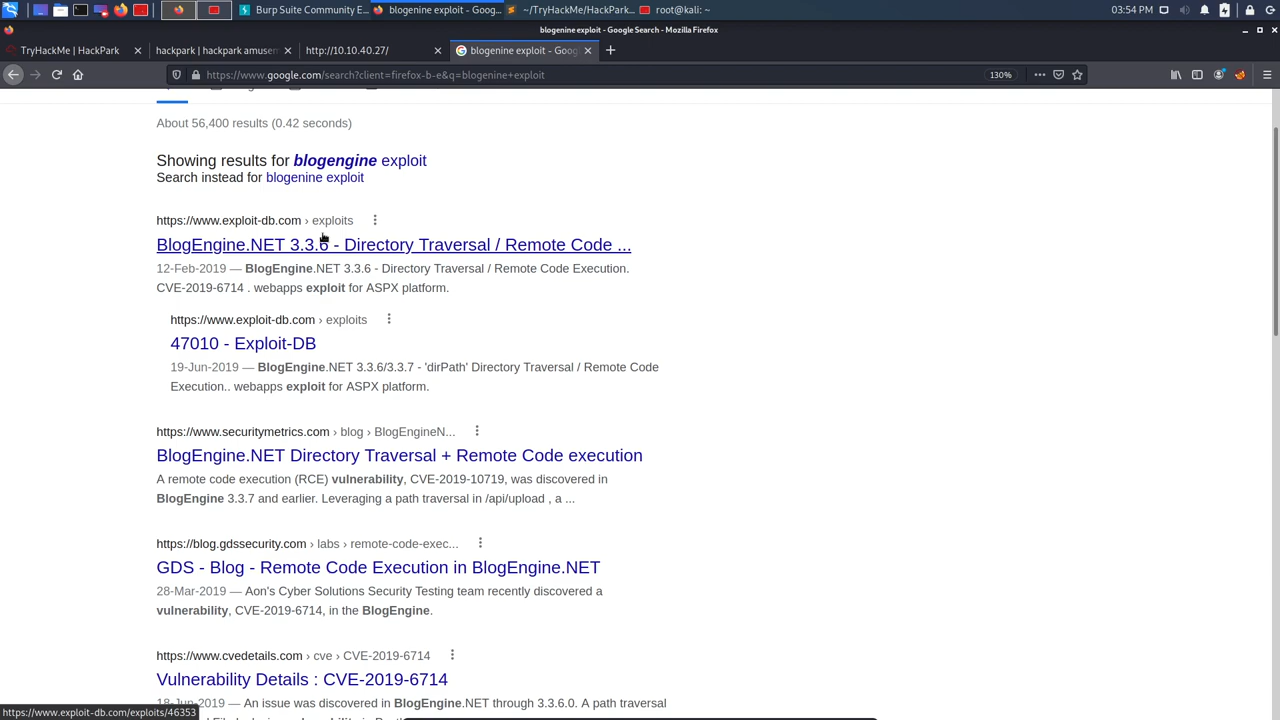 Burp Suite Community E...
blogenine exploit - Goog...
~/TryHackMe/HackPark...
root@kali: ~
03:54 PM
blogenine exploit - Google Search - Mozilla Firefox
TryHackMe | HackPark
hackpark | hackpark amusem
http://10.10.40.27/
blogenine exploit - Goog
https://www.google.com/search?client=firefox-b-e&q=blogenine+exploit
130%
About 56,400 results (0.42 seconds)
Showing results for blogengine exploit
Search instead for blogenine exploit
https://www.exploit-db.com › exploits
BlogEngine.NET 3.3.6 - Directory Traversal / Remote Code ...
12-Feb-2019 — BlogEngine.NET 3.3.6 - Directory Traversal / Remote Code Execution.
CVE-2019-6714 . webapps exploit for ASPX platform.
https://www.exploit-db.com › exploits
47010 - Exploit-DB
19-Jun-2019 — BlogEngine.NET 3.3.6/3.3.7 - 'dirPath' Directory Traversal / Remote Code
Execution.. webapps exploit for ASPX platform.
https://www.securitymetrics.com › blog › BlogEngineN...
BlogEngine.NET Directory Traversal + Remote Code execution
A remote code execution (RCE) vulnerability, CVE-2019-10719, was discovered in
BlogEngine 3.3.7 and earlier. Leveraging a path traversal in /api/upload , a ...
https://blog.gdssecurity.com › labs › remote-code-exec...
GDS - Blog - Remote Code Execution in BlogEngine.NET
28-Mar-2019 — Aon's Cyber Solutions Security Testing team recently discovered a
vulnerability, CVE-2019-6714, in the BlogEngine.
https://www.cvedetails.com › cve › CVE-2019-6714
Vulnerability Details : CVE-2019-6714
18-Jun-2019 — An issue was discovered in BlogEngine.NET through 3.3.6.0. A path traversal
https://www.exploit-db.com/exploits/46353